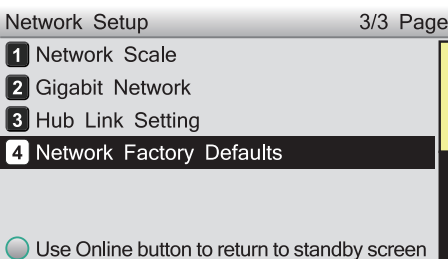 Network Setup 3/3 Page
1 Network Scale
2 Gigabit Network
3 Hub Link Setting
4 Network Factory Defaults
Use Online button to return to standby screen